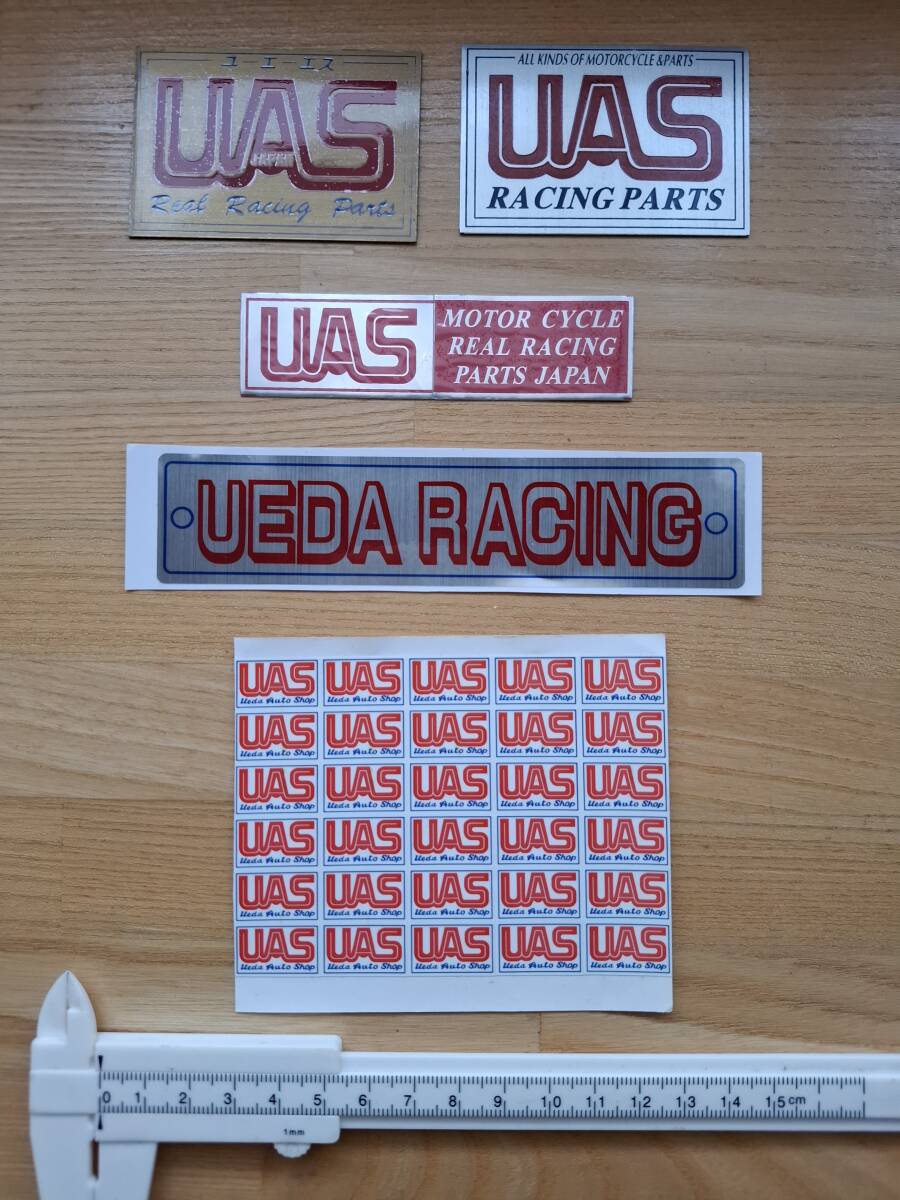 ユーエーエス
UAS
Real Racing Parts
ALL KINDS OF MOTORCYCLE & PARTS
UAS
RACING PARTS
UAS
MOTOR CYCLE
REAL RACING
PARTS JAPAN
UEDA RACING
UAS UAS UAS UAS UAS
Ueda Auto Shop Ueda Auto Shop Ueda Auto Shop Ueda Auto Shop Ueda Auto Shop
UAS UAS UAS UAS UAS
Ueda Auto Shop Ueda Auto Shop Ueda Auto Shop Ueda Auto Shop Ueda Auto Shop
UAS UAS UAS UAS UAS
Ueda Auto Shop Ueda Auto Shop Ueda Auto Shop Ueda Auto Shop Ueda Auto Shop
UAS UAS UAS UAS UAS
Ueda Auto Shop Ueda Auto Shop Ueda Auto Shop Ueda Auto Shop Ueda Auto Shop
UAS UAS UAS UAS UAS
Ueda Auto Shop Ueda Auto Shop Ueda Auto Shop Ueda Auto Shop Ueda Auto Shop
UAS UAS UAS UAS UAS
Ueda Auto Shop Ueda Auto Shop Ueda Auto Shop Ueda Auto Shop Ueda Auto Shop
0 1 2 3 4 5 6 7 8 9 10 11 12 13 14 15cm
1mm